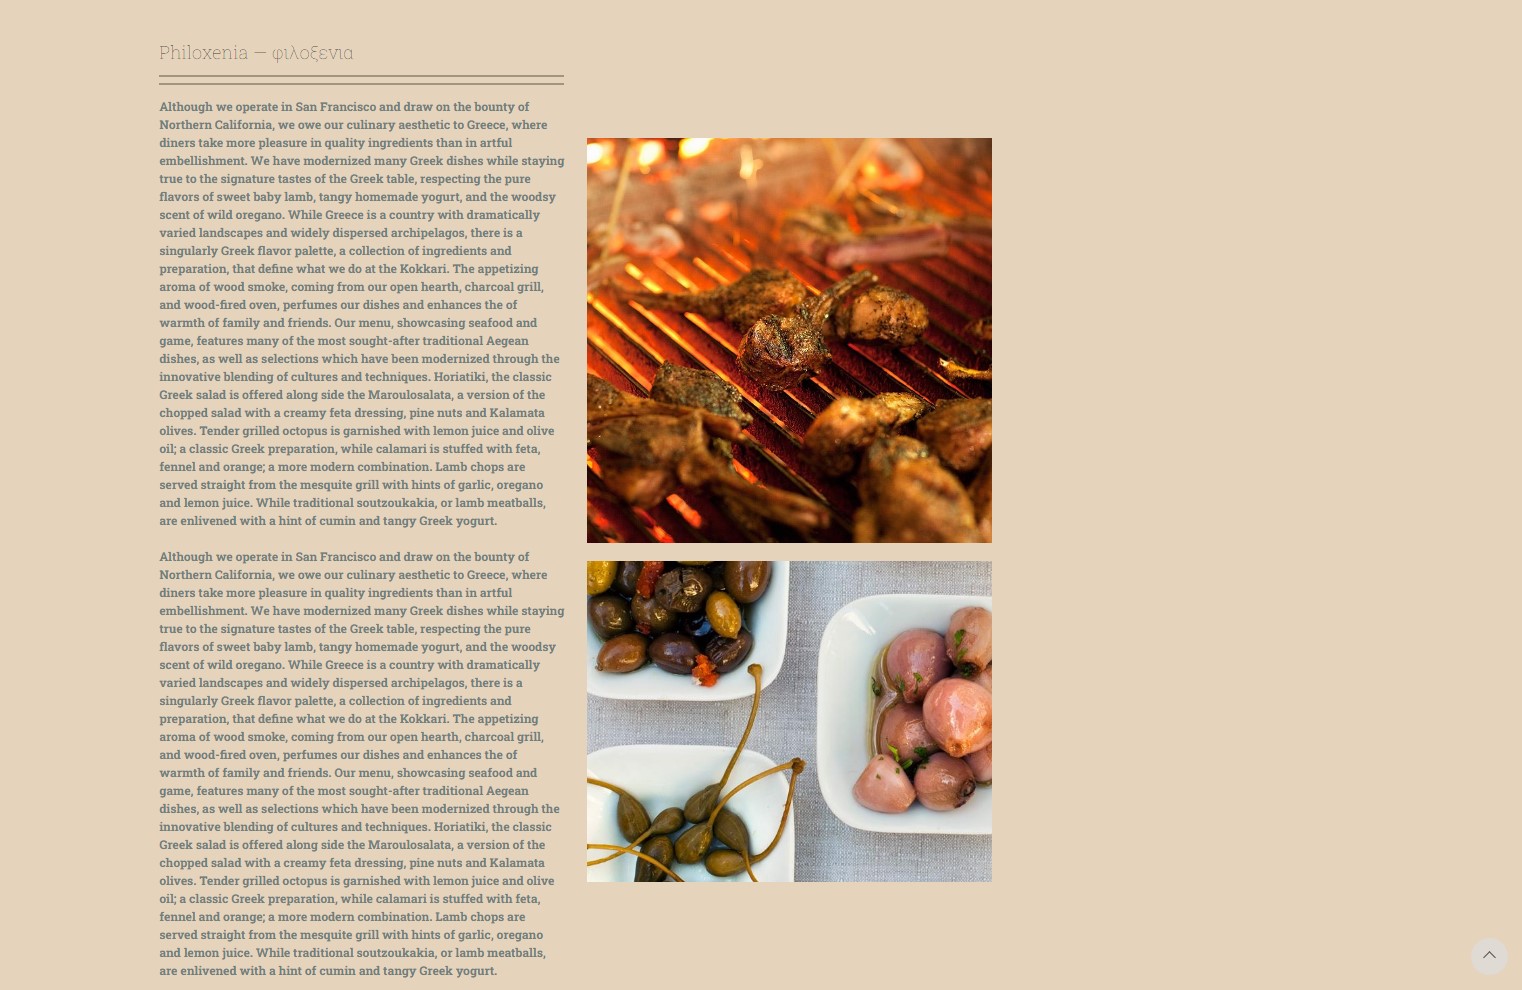 Philoxenia — φιλοξενια
Although we operate in San Francisco and draw on the bounty of
Northern California, we owe our culinary aesthetic to Greece, where
diners take more pleasure in quality ingredients than in artful
embellishment. We have modernized many Greek dishes while staying
true to the signature tastes of the Greek table, respecting the pure
flavors of sweet baby lamb, tangy homemade yogurt, and the woodsy
scent of wild oregano. While Greece is a country with dramatically
varied landscapes and widely dispersed archipelagos, there is a
singularly Greek flavor palette, a collection of ingredients and
preparation, that define what we do at the Kokkari. The appetizing
aroma of wood smoke, coming from our open hearth, charcoal grill,
and wood-fired oven, perfumes our dishes and enhances the of
warmth of family and friends. Our menu, showcasing seafood and
game, features many of the most sought-after traditional Aegean
dishes, as well as selections which have been modernized through the
innovative blending of cultures and techniques. Horiatiki, the classic
Greek salad is offered along side the Maroulosalata, a version of the
chopped salad with a creamy feta dressing, pine nuts and Kalamata
olives. Tender grilled octopus is garnished with lemon juice and olive
oil; a classic Greek preparation, while calamari is stuffed with feta,
fennel and orange; a more modern combination. Lamb chops are
served straight from the mesquite grill with hints of garlic, oregano
and lemon juice. While traditional soutzoukakia, or lamb meatballs,
are enlivened with a hint of cumin and tangy Greek yogurt.
Although we operate in San Francisco and draw on the bounty of
Northern California, we owe our culinary aesthetic to Greece, where
diners take more pleasure in quality ingredients than in artful
embellishment. We have modernized many Greek dishes while staying
true to the signature tastes of the Greek table, respecting the pure
flavors of sweet baby lamb, tangy homemade yogurt, and the woodsy
scent of wild oregano. While Greece is a country with dramatically
varied landscapes and widely dispersed archipelagos, there is a
singularly Greek flavor palette, a collection of ingredients and
preparation, that define what we do at the Kokkari. The appetizing
aroma of wood smoke, coming from our open hearth, charcoal grill,
and wood-fired oven, perfumes our dishes and enhances the of
warmth of family and friends. Our menu, showcasing seafood and
game, features many of the most sought-after traditional Aegean
dishes, as well as selections which have been modernized through the
innovative blending of cultures and techniques. Horiatiki, the classic
Greek salad is offered along side the Maroulosalata, a version of the
chopped salad with a creamy feta dressing, pine nuts and Kalamata
olives. Tender grilled octopus is garnished with lemon juice and olive
oil; a classic Greek preparation, while calamari is stuffed with feta,
fennel and orange; a more modern combination. Lamb chops are
served straight from the mesquite grill with hints of garlic, oregano
and lemon juice. While traditional soutzoukakia, or lamb meatballs,
are enlivened with a hint of cumin and tangy Greek yogurt.